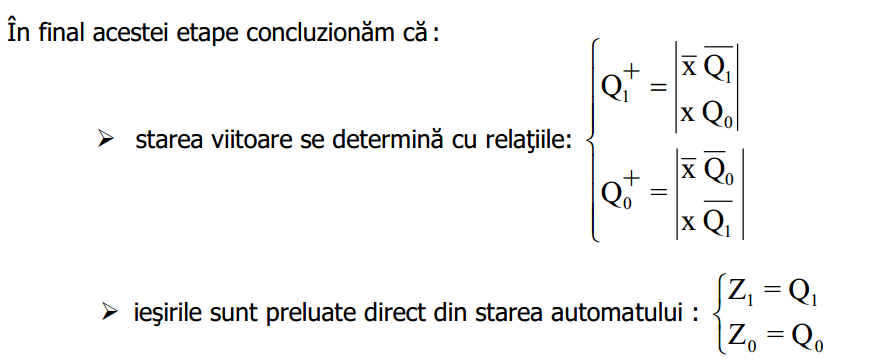 În final acestei etape concluzionăm că :
➢ starea viitoare se determină cu relaţiile:
Q₁⁺ = | x̅ Q̅₁
x Q₀ |
Q₀⁺ = | x̅ Q̅₀
x Q̅₁ |
➢ ieşirile sunt preluate direct din starea automatului :
Z₁ = Q₁
Z₀ = Q₀